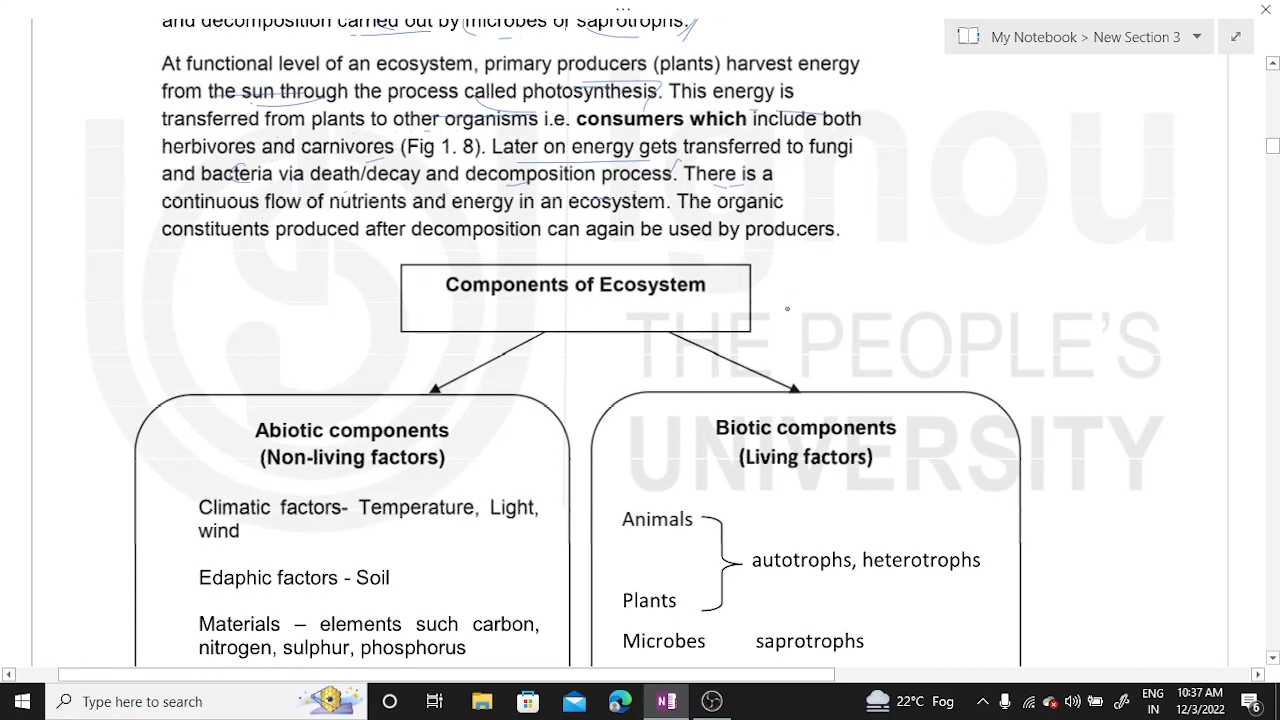 ...
and decomposition carried out by microbes or saprotrophs.
My Notebook > New Section 3
At functional level of an ecosystem, primary producers (plants) harvest energy
from the sun through the process called photosynthesis. This energy is
transferred from plants to other organisms i.e. consumers which include both
herbivores and carnivores (Fig 1. 8). Later on energy gets transferred to fungi
and bacteria via death/decay and decomposition process. There is a
continuous flow of nutrients and energy in an ecosystem. The organic
constituents produced after decomposition can again be used by producers.
ignou
THE PEOPLE'S
UNIVERSITY
Components of Ecosystem
Abiotic components
(Non-living factors)
Climatic factors- Temperature, Light,
wind
Edaphic factors - Soil
Materials – elements such carbon,
nitrogen, sulphur, phosphorus
Biotic components
(Living factors)
Animals
autotrophs, heterotrophs
Plants
Microbes saprotrophs
Type here to search
22°C Fog
ENG
IN
10:37 AM
12/3/2022
6